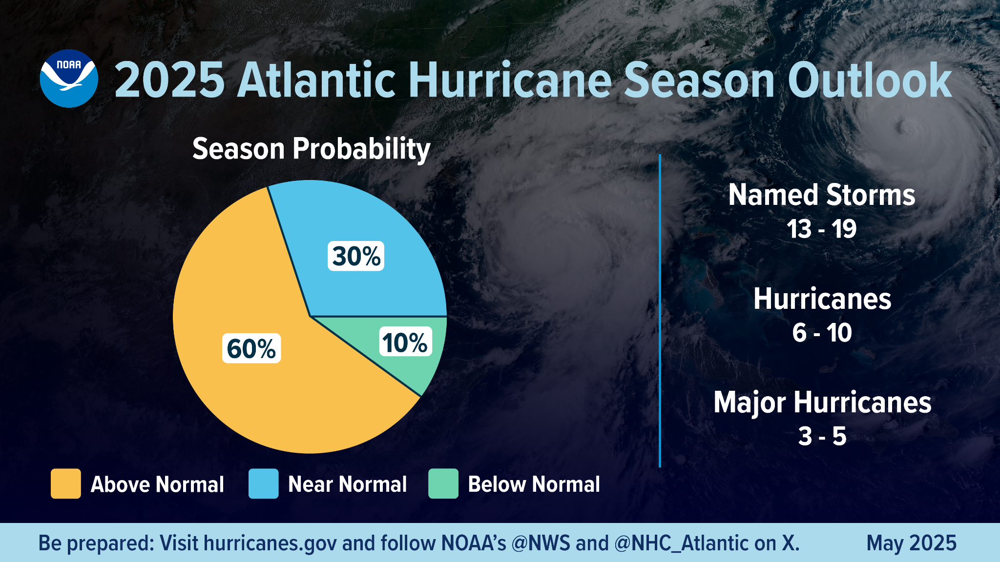 NOAA
2025 Atlantic Hurricane Season Outlook
Season Probability
30%
60%
10%
Above Normal
Near Normal
Below Normal
Named Storms
13 - 19
Hurricanes
6 - 10
Major Hurricanes
3 - 5
Be prepared: Visit hurricanes.gov and follow NOAA’s @NWS and @NHC_Atlantic on X.
May 2025